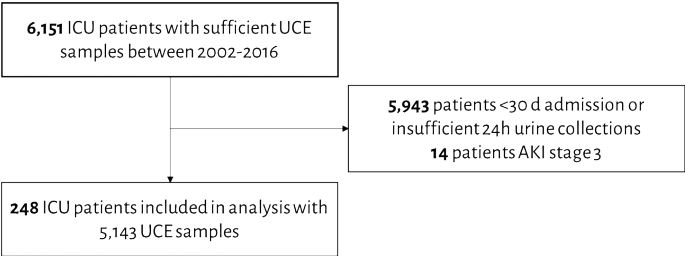 6,151 ICU patients with sufficient UCE
samples between 2002-2016
5,943 patients <30 d admission or
insufficient 24h urine collections
14 patients AKI stage 3
248 ICU patients included in analysis with
5,143 UCE samples